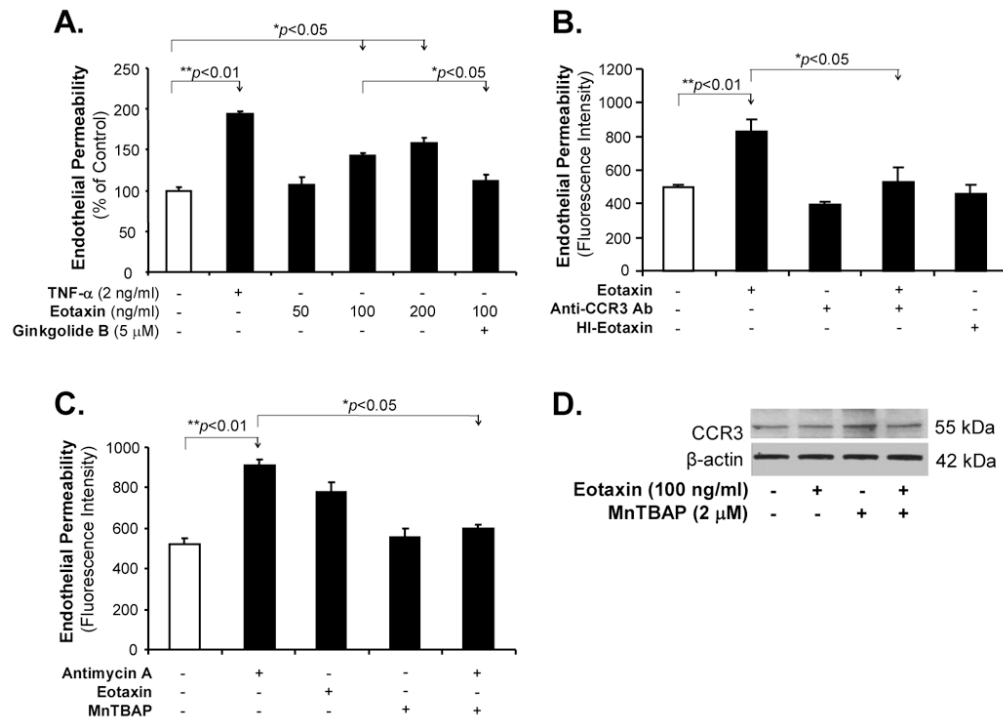 A.
*p<0.05
**p<0.01
*p<0.05
Endothelial Permeability
(% of Control)
250
200
150
100
50
0
TNF-α (2 ng/ml) - + - - - -
Eotaxin (ng/ml) - - 50 100 200 100
Ginkgolide B (5 μM) - - - - - +
B.
*p<0.05
**p<0.01
Endothelial Permeability
(Fluorescence Intensity)
1200
1000
800
600
400
200
0
Eotaxin - + - + -
Anti-CCR3 Ab - - + + -
HI-Eotaxin - - - - +
C.
*p<0.05
**p<0.01
Endothelial Permeability
(Fluorescence Intensity)
1000
800
600
400
200
0
Antimycin A - + - - +
Eotaxin - - + - -
MnTBAP - - - + +
D.
CCR3 55 kDa
β-actin 42 kDa
Eotaxin (100 ng/ml) - + - +
MnTBAP (2 μM) - - + +